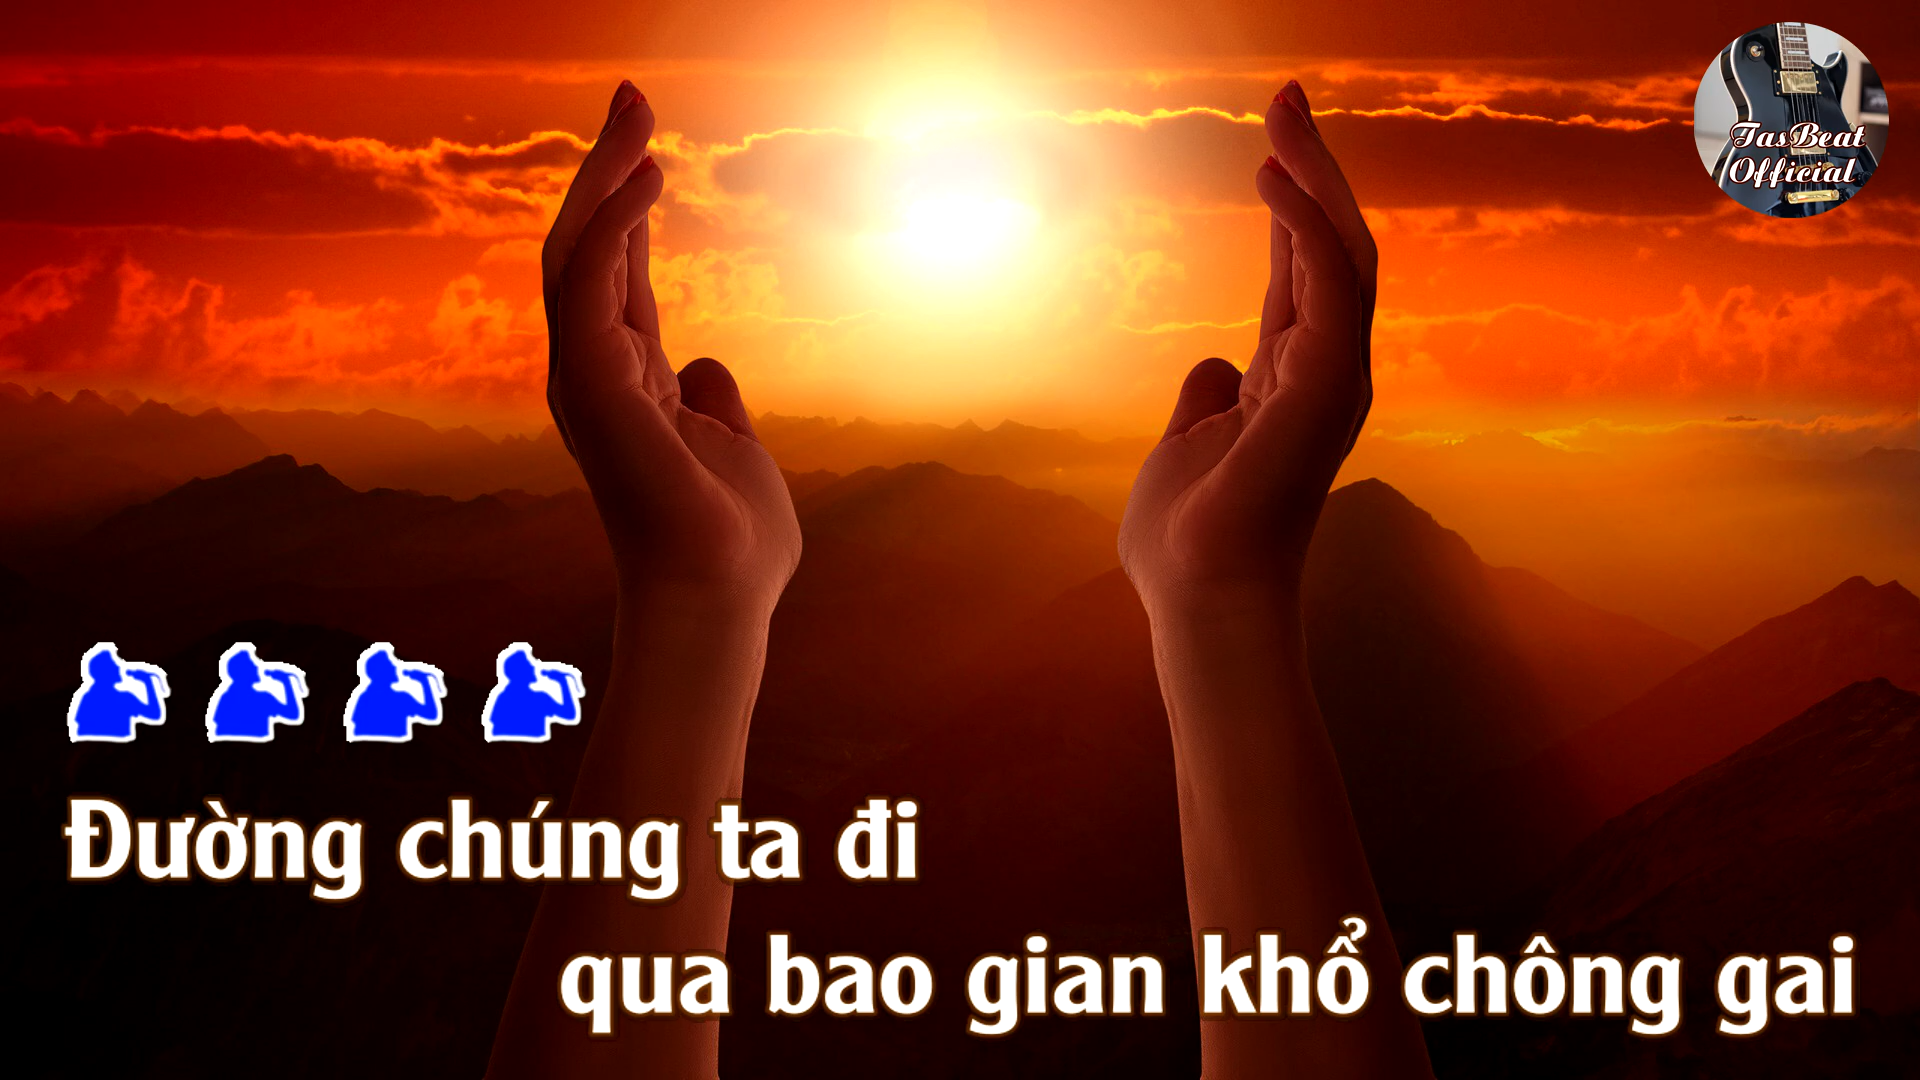 TasBeat
Official
Đường chúng ta đi
qua bao gian khổ chông gai